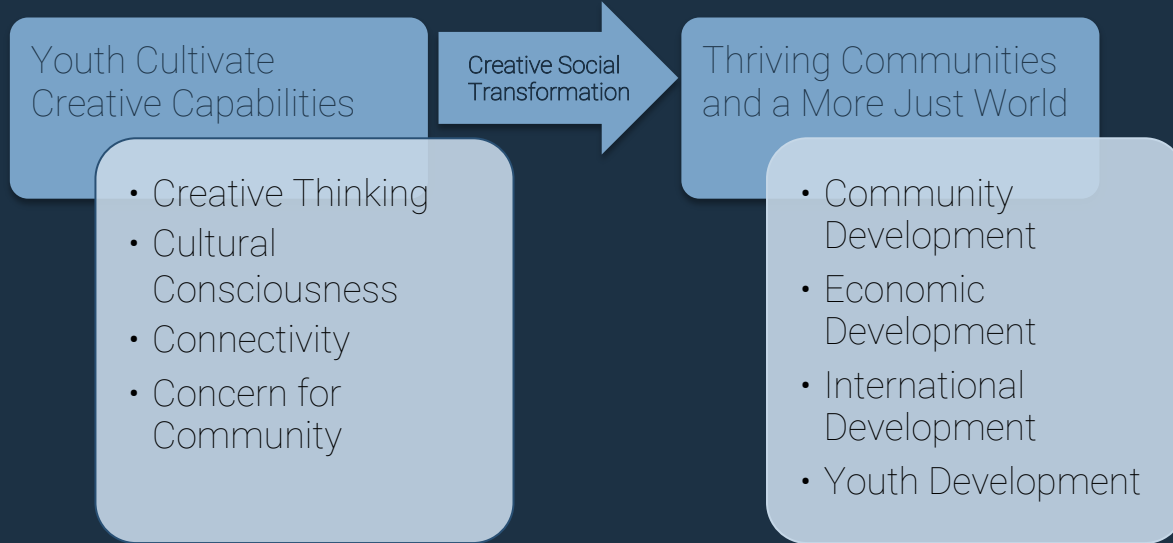 Youth Cultivate
Creative Capabilities
• Creative Thinking
• Cultural
Consciousness
• Connectivity
• Concern for
Community
Creative Social
Transformation
Thriving Communities
and a More Just World
• Community
Development
• Economic
Development
• International
Development
• Youth Development